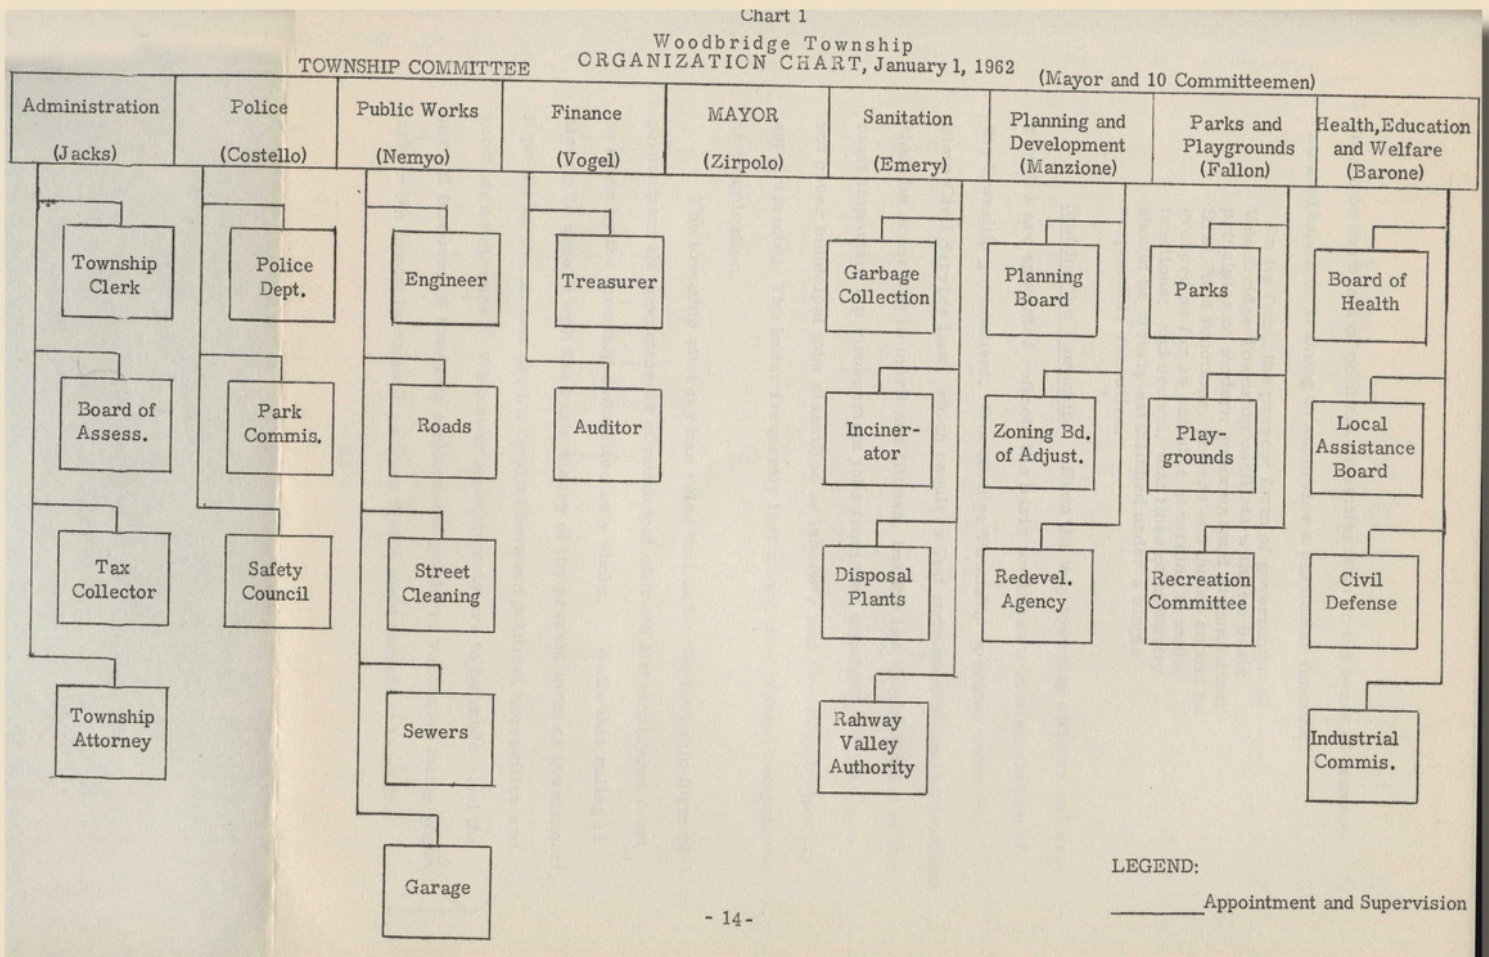 Chart 1
Woodbridge Township
ORGANIZATION CHART, January 1, 1962
TOWNSHIP COMMITTEE
(Mayor and 10 Committeemen)
Administration
(Jacks)
Police
(Costello)
Public Works
(Nemyo)
Finance
(Vogel)
MAYOR
(Zirpolo)
Sanitation
(Emery)
Planning and
Development
(Manzione)
Parks and
Playgrounds
(Fallon)
Health, Education
and Welfare
(Barone)
Township
Clerk
Board of
Assess.
Tax
Collector
Township
Attorney
Police
Dept.
Park
Commis.
Safety
Council
Engineer
Roads
Street
Cleaning
Sewers
Garage
Treasurer
Auditor
Garbage
Collection
Inciner-
ator
Disposal
Plants
Rahway
Valley
Authority
Planning
Board
Zoning Bd.
of Adjust.
Redevel.
Agency
Parks
Play-
grounds
Recreation
Committee
Board of
Health
Local
Assistance
Board
Civil
Defense
Industrial
Commis.
LEGEND:
Appointment and Supervision
- 14-